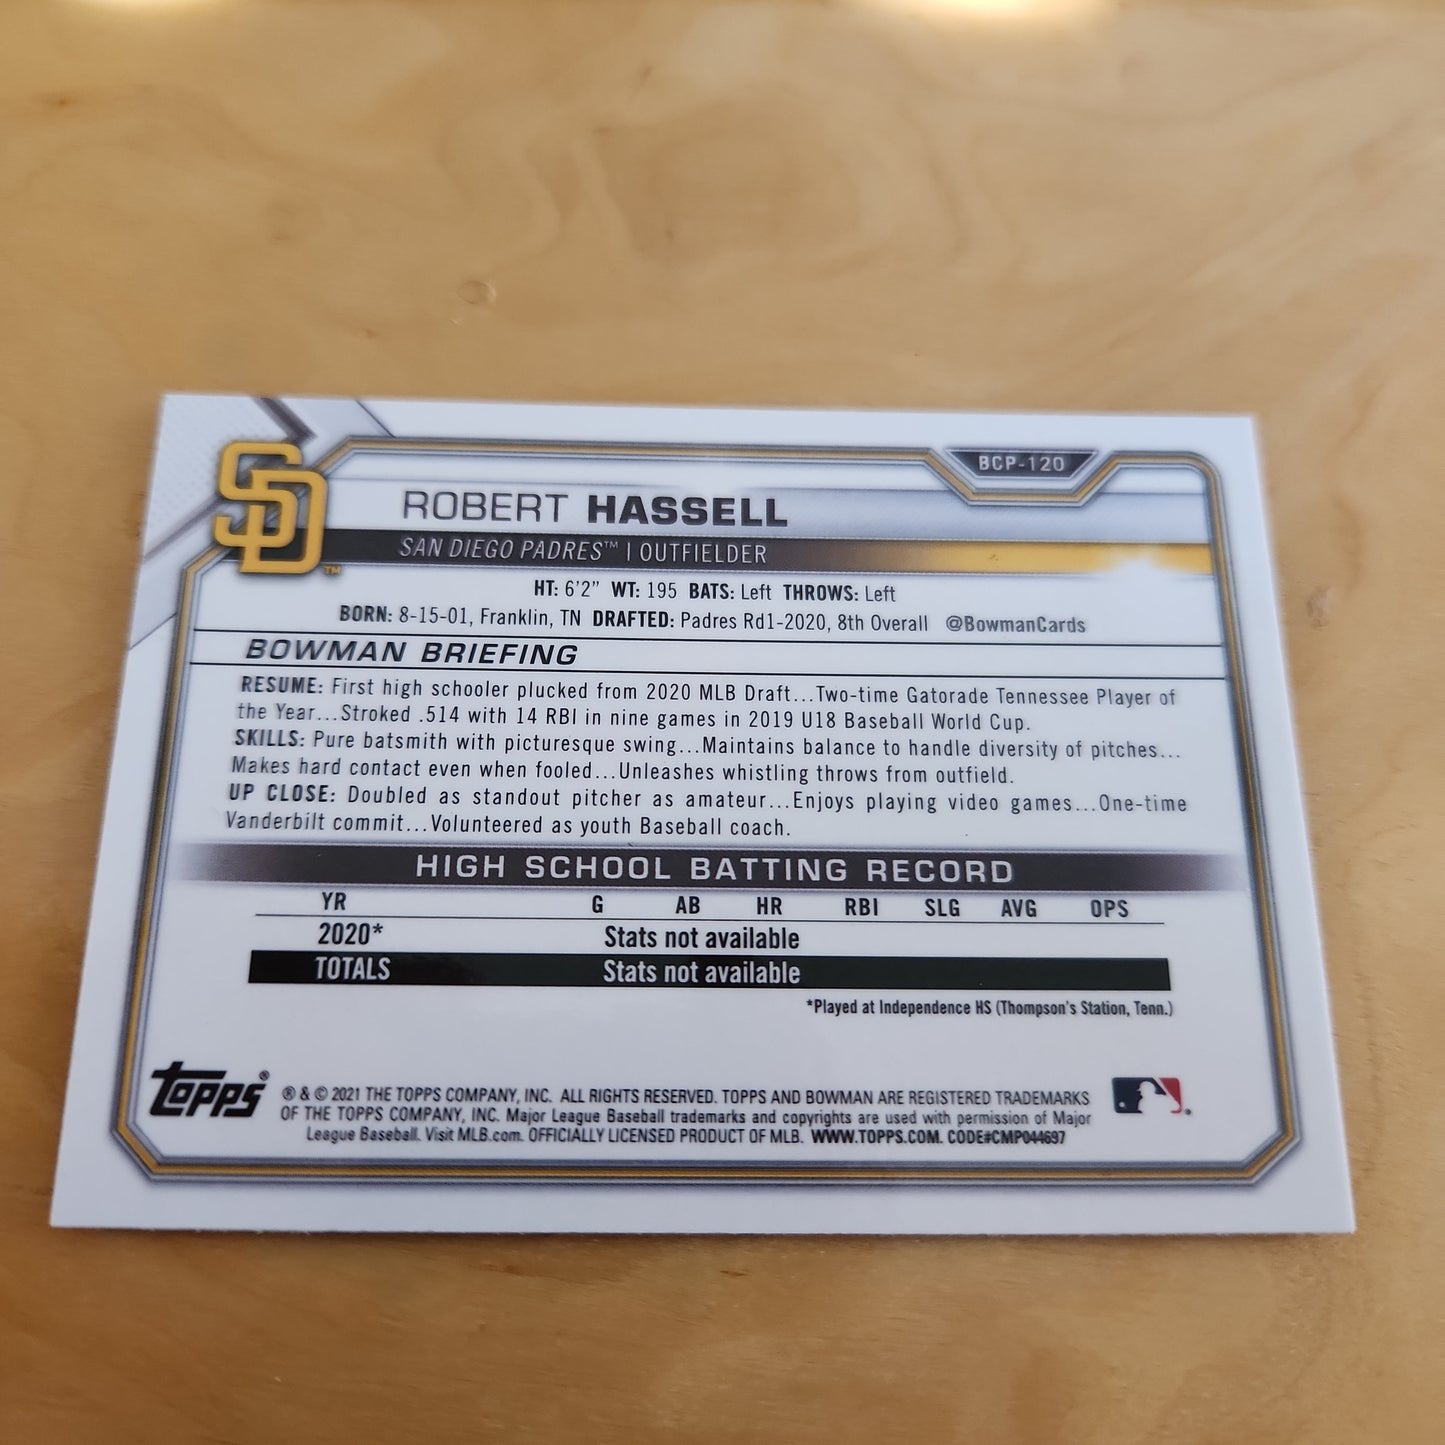 SD
TM
BCP-120
ROBERT HASSELL
SAN DIEGO PADRES™ | OUTFIELDER
HT: 6'2" WT: 195 BATS: Left THROWS: Left
BORN: 8-15-01, Franklin, TN DRAFTED: Padres Rd1-2020, 8th Overall @BowmanCards
BOWMAN BRIEFING
RESUME: First high schooler plucked from 2020 MLB Draft...Two-time Gatorade Tennessee Player of
the Year...Stroked .514 with 14 RBI in nine games in 2019 U18 Baseball World Cup.
SKILLS: Pure batsmith with picturesque swing...Maintains balance to handle diversity of pitches...
Makes hard contact even when fooled...Unleashes whistling throws from outfield.
UP CLOSE: Doubled as standout pitcher as amateur...Enjoys playing video games...One-time
Vanderbilt commit...Volunteered as youth Baseball coach.
HIGH SCHOOL BATTING RECORD
YR G AB HR RBI SLG AVG OPS
2020* Stats not available
TOTALS Stats not available
*Played at Independence HS (Thompson's Station, Tenn.)
Topps®
® & © 2021 THE TOPPS COMPANY, INC. ALL RIGHTS RESERVED. TOPPS AND BOWMAN ARE REGISTERED TRADEMARKS
OF THE TOPPS COMPANY, INC. Major League Baseball trademarks and copyrights are used with permission of Major
League Baseball. Visit MLB.com. OFFICIALLY LICENSED PRODUCT OF MLB. WWW.TOPPS.COM. CODE#CMP044697